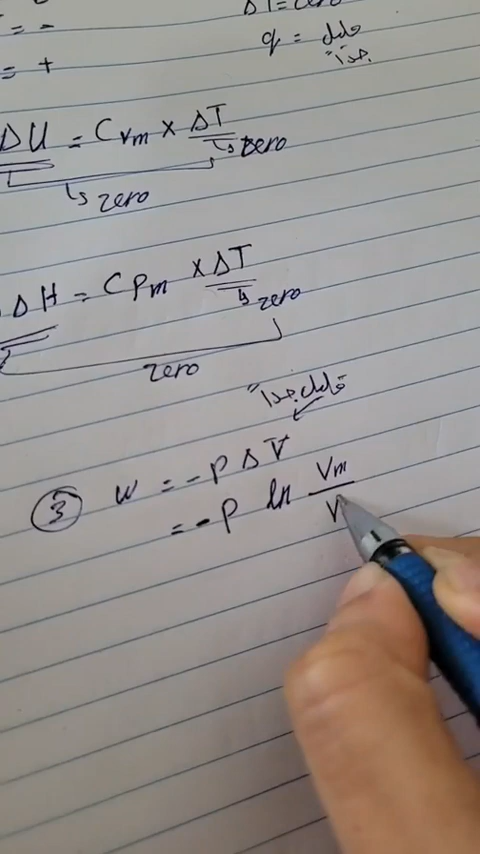 ΔT = zero
= -
q = قليل جداً
= +
ΔU = Cvm × ΔT
↳ zero
↳ zero
ΔH = Cpm × ΔT
↳ zero
zero
قليل جداً
③ w = -P ΔV
= -P ln Vm / V